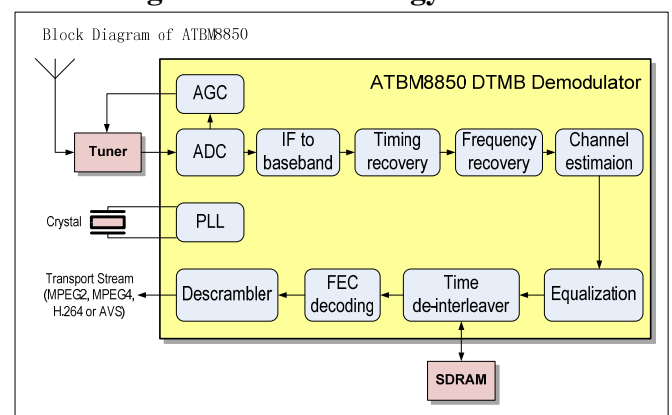 Block Diagram of ATBM8850
ATBM8850 DTMB Demodulator
AGC
Tuner
ADC
IF to
baseband
Timing
recovery
Frequency
recovery
Channel
estimaion
Crystal
PLL
Transport Stream
(MPEG2, MPEG4,
H.264 or AVS)
Descrambler
FEC
decoding
Time
de-interleaver
Equalization
SDRAM